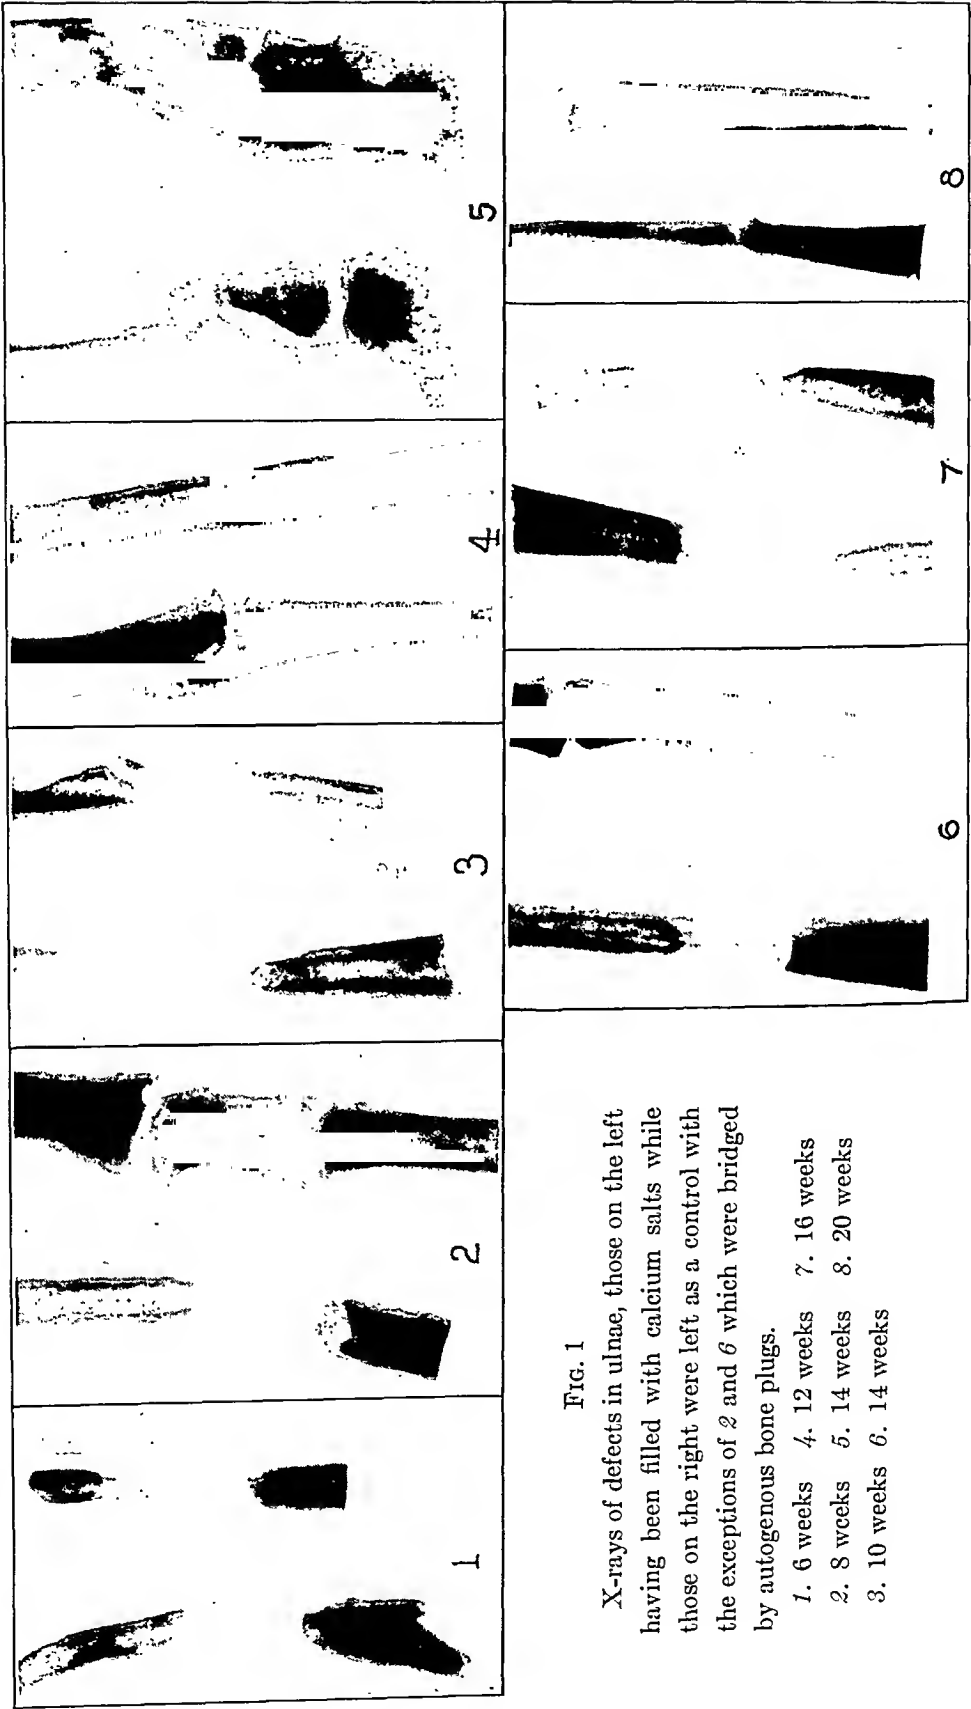 1
2
3
4
5
6
7
8
FIG. 1
X-rays of defects in ulnae, those on the left
having been filled with calcium salts while
those on the right were left as a control with
the exceptions of 2 and 6 which were bridged
by autogenous bone plugs.
1. 6 weeks 4. 12 weeks 7. 16 weeks
2. 8 weeks 5. 14 weeks 8. 20 weeks
3. 10 weeks 6. 14 weeks